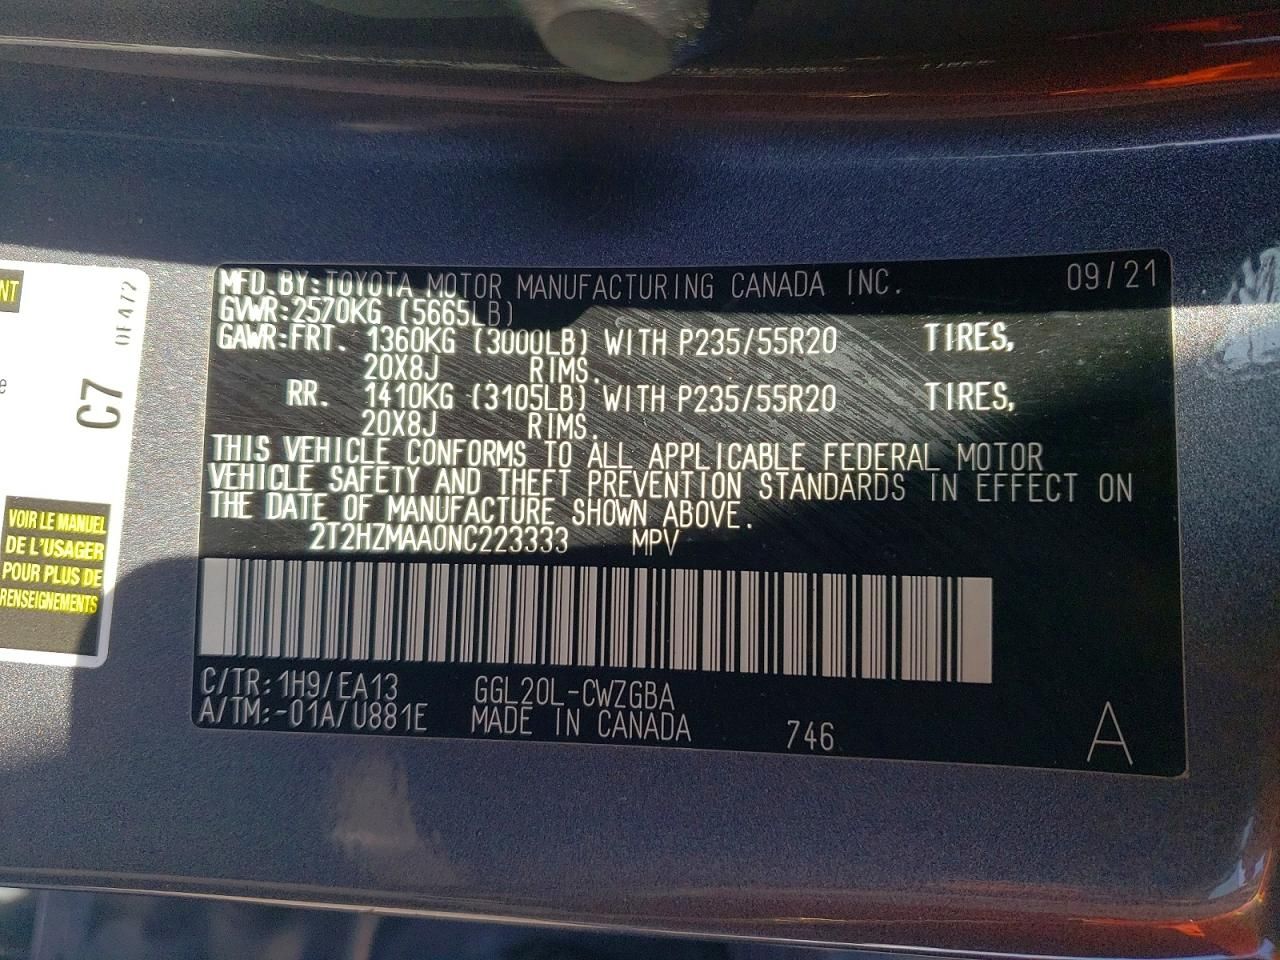 MFD. BY: TOYOTA MOTOR MANUFACTURING CANADA INC. 09/21
GVWR: 2570KG (5665LB)
GAWR: FRT. 1360KG (3000LB) WITH P235/55R20 TIRES,
20X8J RIMS.
RR. 1410KG (3105LB) WITH P235/55R20 TIRES,
20X8J RIMS.
THIS VEHICLE CONFORMS TO ALL APPLICABLE FEDERAL MOTOR
VEHICLE SAFETY AND THEFT PREVENTION STANDARDS IN EFFECT ON
THE DATE OF MANUFACTURE SHOWN ABOVE.
2T2HZMAA0NC223333 MPV
C/TR: 1H9/EA13 GGL20L-CWZGBA
A/TM: -01A/U881E MADE IN CANADA 746 A
C7
0E472
VOIR LE MANUEL
DE L'USAGER
POUR PLUS DE
RENSEIGNEMENTS